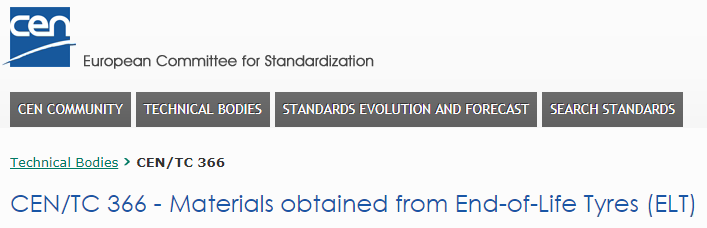 cen
European Committee for Standardization
CEN COMMUNITY TECHNICAL BODIES STANDARDS EVOLUTION AND FORECAST SEARCH STANDARDS
Technical Bodies > CEN/TC 366
CEN/TC 366 - Materials obtained from End-of-Life Tyres (ELT)